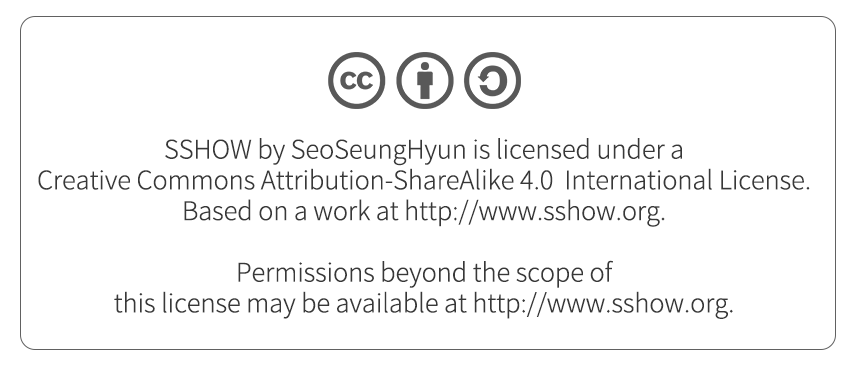 cc
SSHOW by SeoSeungHyun is licensed under a
Creative Commons Attribution-ShareAlike 4.0 International License.
Based on a work at http://www.sshow.org.
Permissions beyond the scope of
this license may be available at http://www.sshow.org.